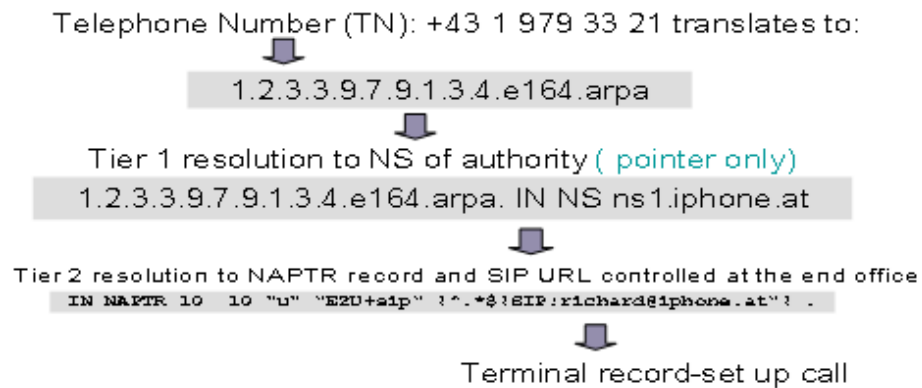 Telephone Number (TN): +43 1 979 33 21 translates to:
1.2.3.3.9.7.9.1.3.4.e164.arpa
Tier 1 resolution to NS of authority ( pointer only)
1.2.3.3.9.7.9.1.3.4.e164.arpa. IN NS ns1.iphone.at
Tier 2 resolution to NAPTR record and SIP URL controlled at the end office
IN NAPTR 10 10 "u" "E2U+sip" !^.*$!SIP:richard@iphone.at"! .
Terminal record-set up call